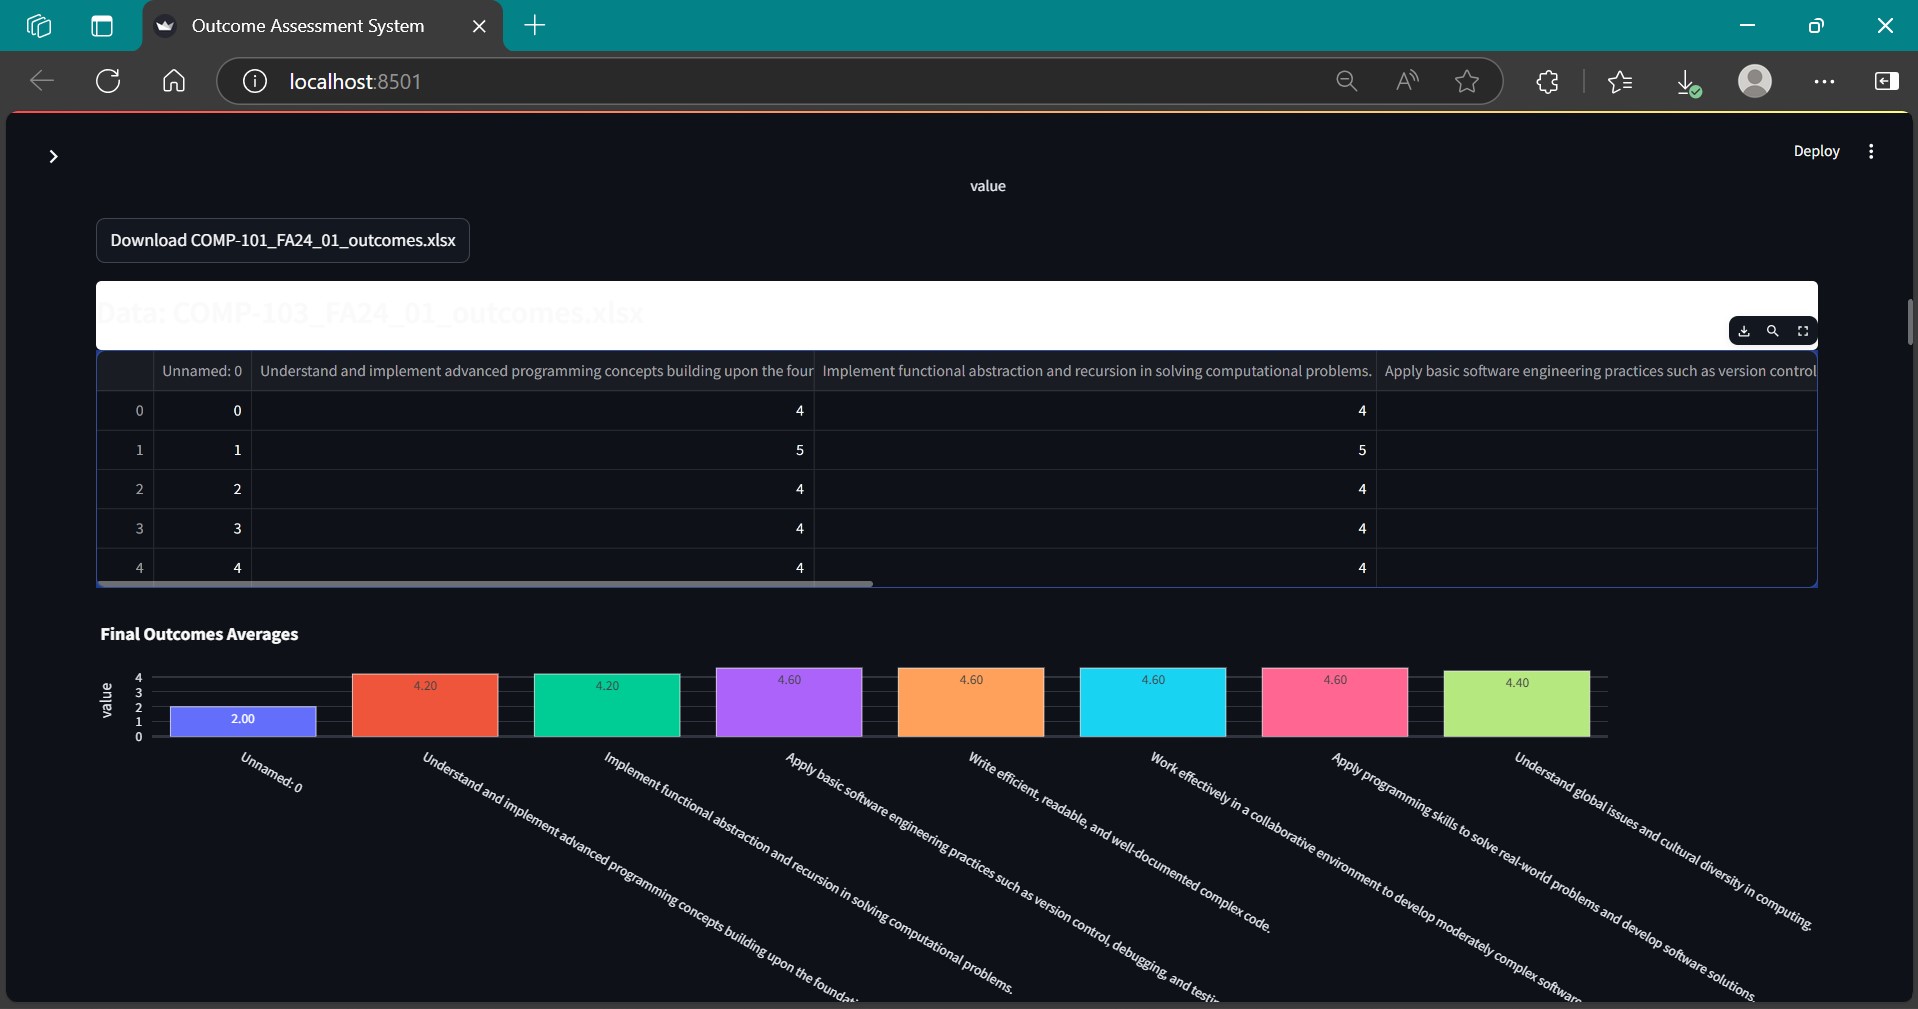 Outcome Assessment System
localhost:8501
Deploy
value
Download COMP-101_FA24_01_outcomes.xlsx
Data: COMP-103_FA24_01_outcomes.xlsx
Unnamed: 0 Understand and implement advanced programming concepts building upon the four Implement functional abstraction and recursion in solving computational problems. Apply basic software engineering practices such as version control
0 0 4 4
1 1 5 5
2 2 4 4
3 3 4 4
4 4 4 4
Final Outcomes Averages
value
4
3
2
1
0
2.00 4.20 4.20 4.60 4.60 4.60 4.60 4.40
Unnamed: 0
Understand and implement advanced programming concepts building upon the foundati
Implement functional abstraction and recursion in solving computational problems.
Apply basic software engineering practices such as version control, debugging, and testin
Write efficient, readable, and well-documented complex code.
Work effectively in a collaborative environment to develop moderately complex software
Apply programming skills to solve real-world problems and develop software solutions.
Understand global issues and cultural diversity in computing.